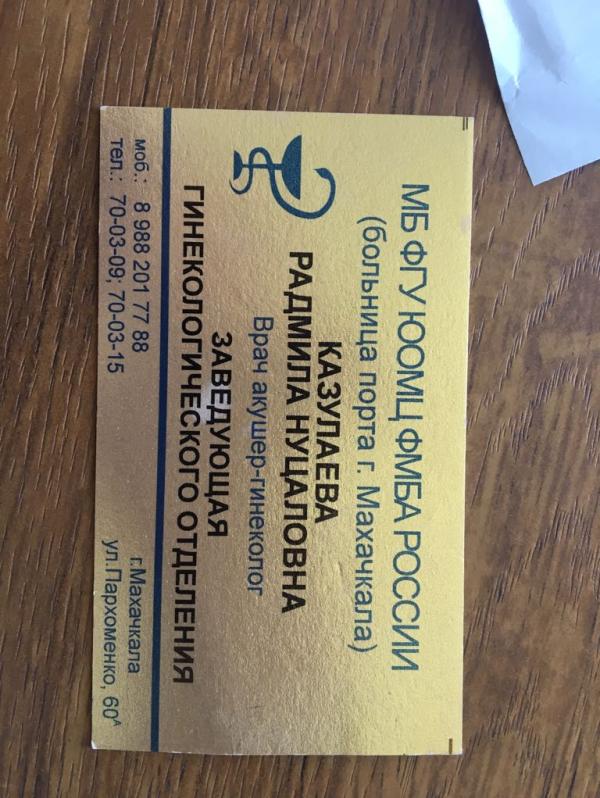 МБ ФГУ ЮОМЦ ФМБА РОССИИ
(больница порта г. Махачкала)
КАЗУЛАЕВА
РАДМИЛА НУЦАЛОВНА
Врач акушер-гинеколог
ЗАВЕДУЮЩАЯ
ГИНЕКОЛОГИЧЕСКОГО ОТДЕЛЕНИЯ
моб.: 8 988 201 77 88
тел.: 70-03-09; 70-03-15
г.Махачкала
ул.Пархоменко, 60А